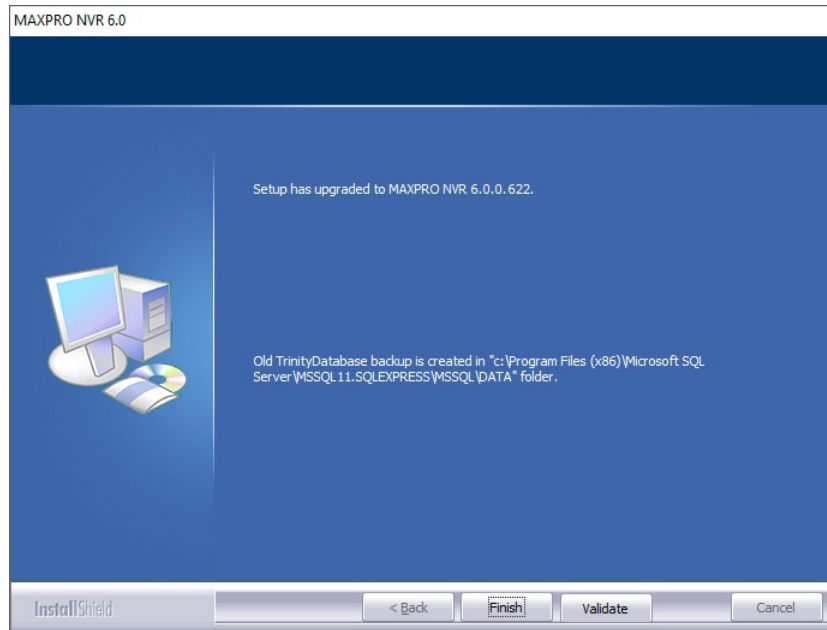 MAXPRO NVR 6.0
Setup has upgraded to MAXPRO NVR 6.0.0.622.
Old TrinityDatabase backup is created in "c:\Program Files (x86)\Microsoft SQL
Server\MSSQL11.SQLEXPRESS\MSSQL\DATA" folder.
InstallShield
< Back
Finish
Validate
Cancel